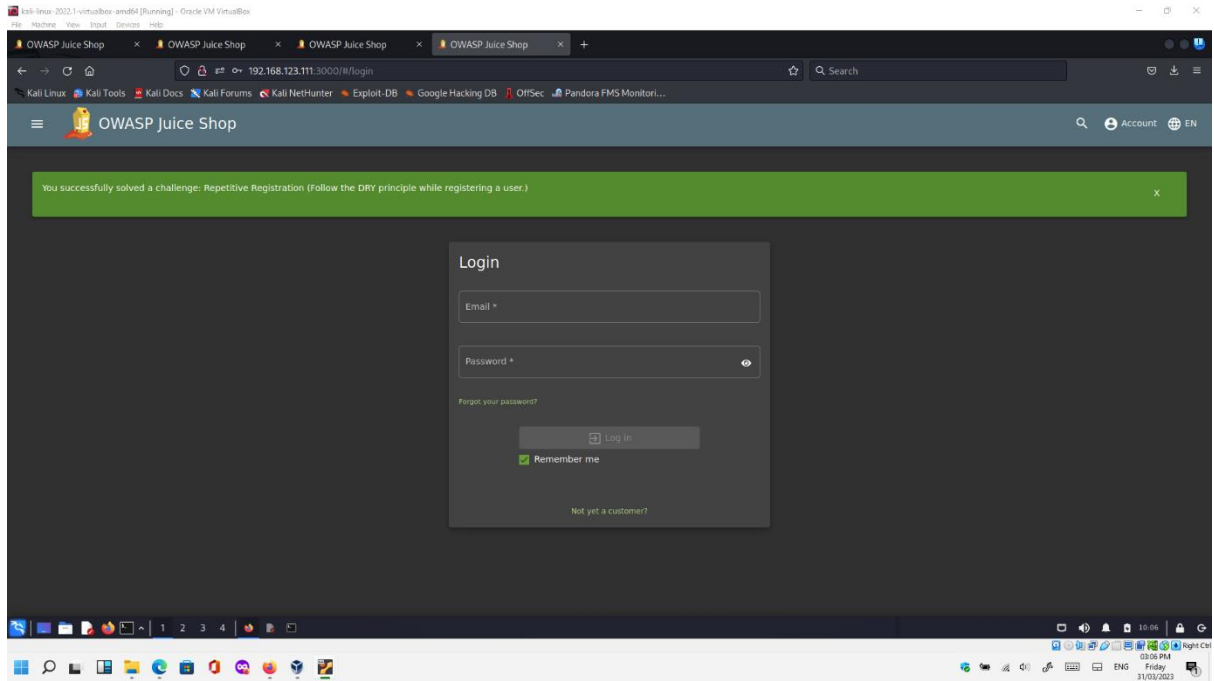 kali-linux-2022.1-virtualbox-amd64 [Running] - Oracle VM VirtualBox
File Machine View Input Devices Help
OWASP Juice Shop × OWASP Juice Shop × OWASP Juice Shop × OWASP Juice Shop × +
192.168.123.111:3000/#/login Search
Kali Linux Kali Tools Kali Docs Kali Forums Kali NetHunter Exploit-DB Google Hacking DB OffSec Pandora FMS Monitori...
OWASP Juice Shop Account EN
You successfully solved a challenge: Repetitive Registration (Follow the DRY principle while registering a user.) X
Login
Email *
Password *
Forgot your password?
Log in
Remember me
Not yet a customer?
1 2 3 4 10:06
Right Ctrl
03:06 PM
ENG Friday
31/03/2023